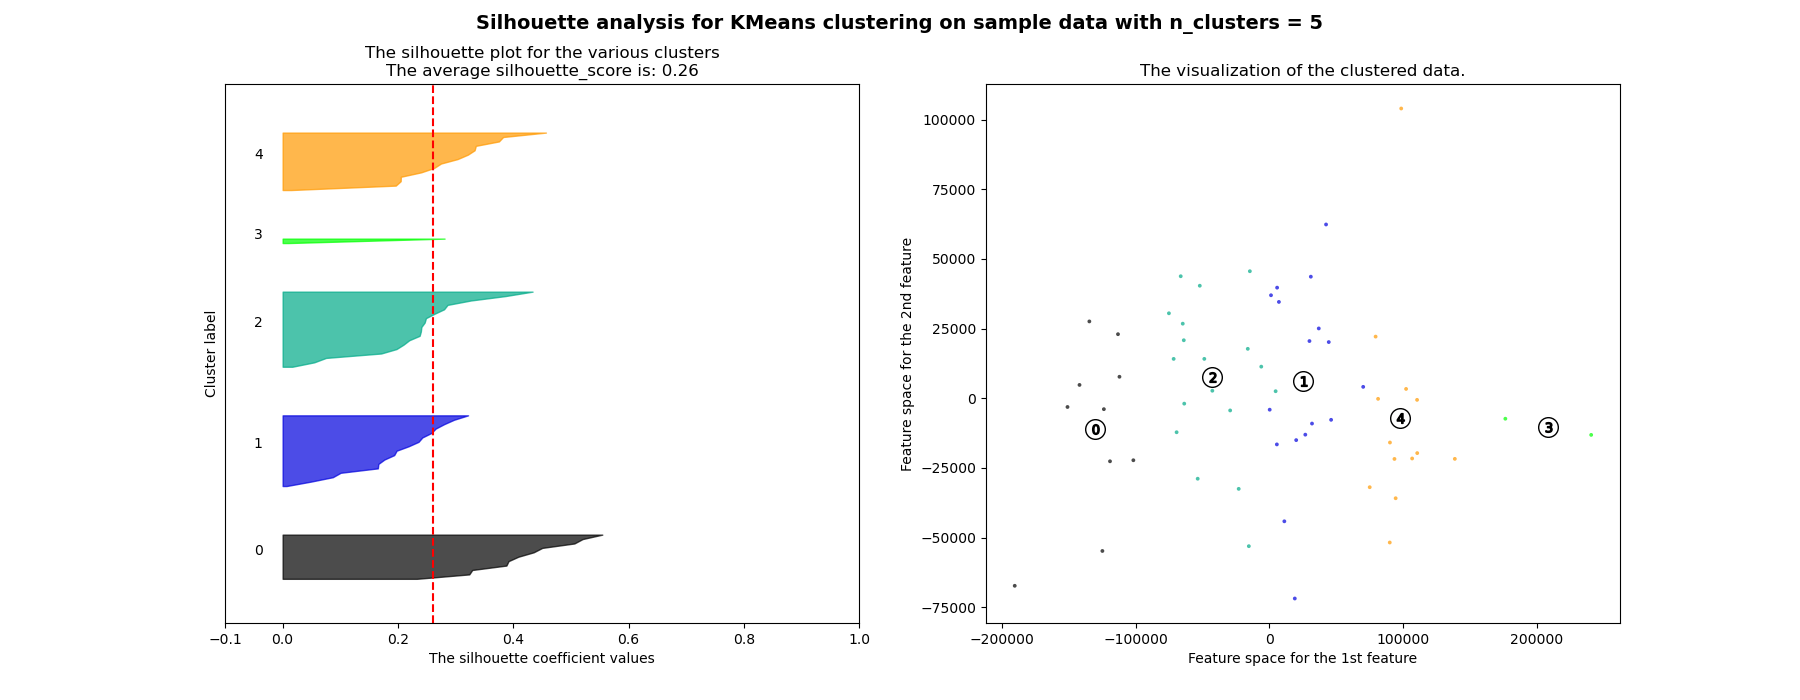 Silhouette analysis for KMeans clustering on sample data with n_clusters = 5
The silhouette plot for the various clusters
The average silhouette_score is: 0.26
4
3
2
1
0
Cluster label
−0.1 0.0 0.2 0.4 0.6 0.8 1.0
The silhouette coefficient values
The visualization of the clustered data.
100000
75000
50000
25000
0
−25000
−50000
−75000
Feature space for the 2nd feature
2 1 4 3 0
−200000 −100000 0 100000 200000
Feature space for the 1st feature